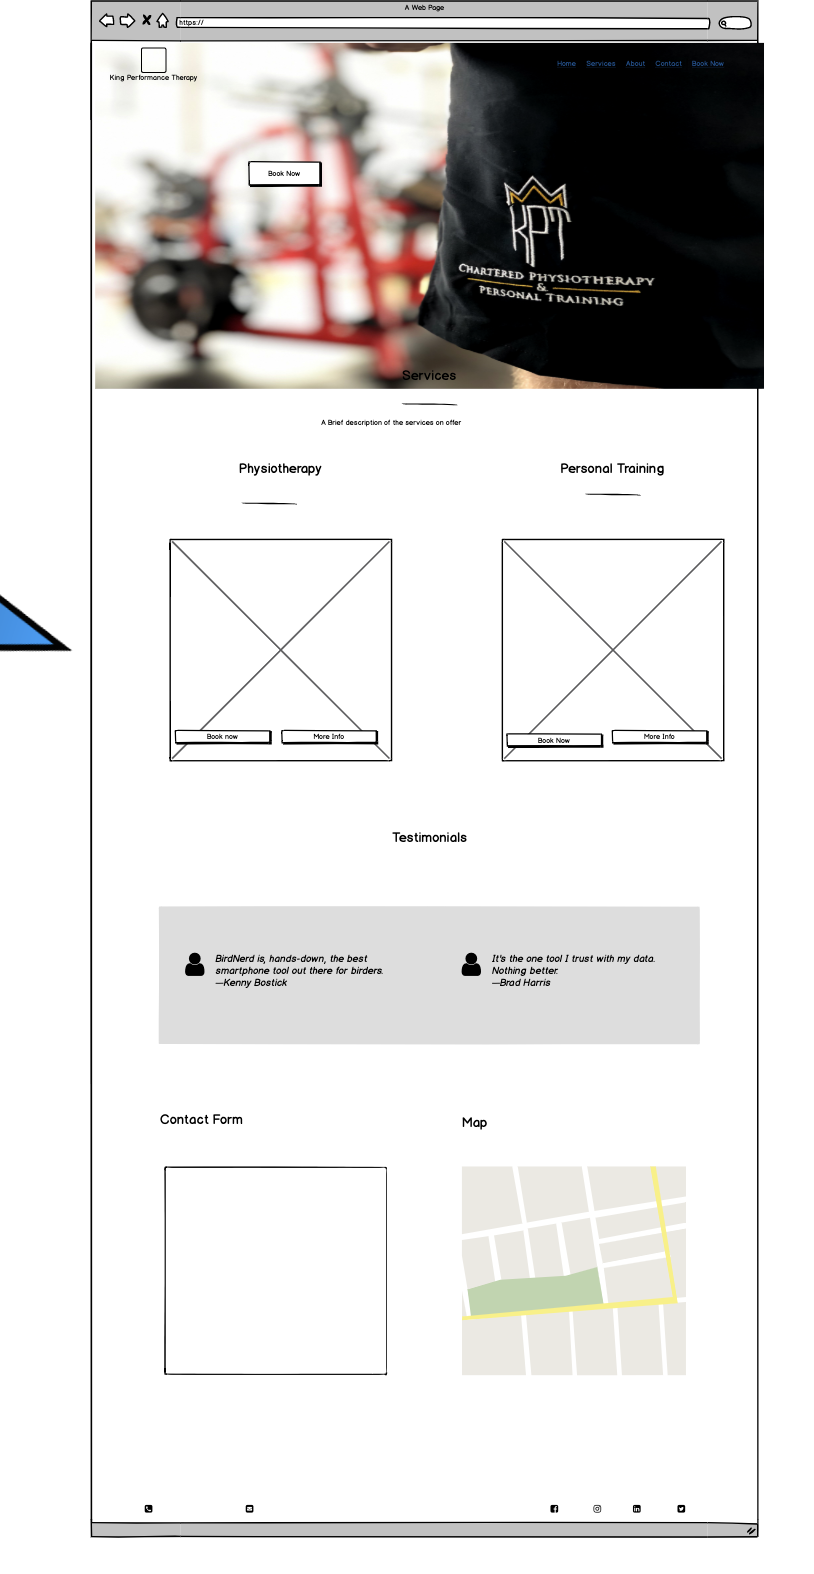 A Web Page
https://
King Performance Therapy
Home Services About Contact Book Now
Book Now
KPT
CHARTERED PHYSIOTHERAPY
&
PERSONAL TRAINING
Services
A Brief description of the services on offer
Physiotherapy
Personal Training
Book now
More Info
Book Now
More Info
Testimonials
BirdNerd is, hands-down, the best
smartphone tool out there for birders.
—Kenny Bostick
It's the one tool I trust with my data.
Nothing better.
—Brad Harris
Contact Form
Map